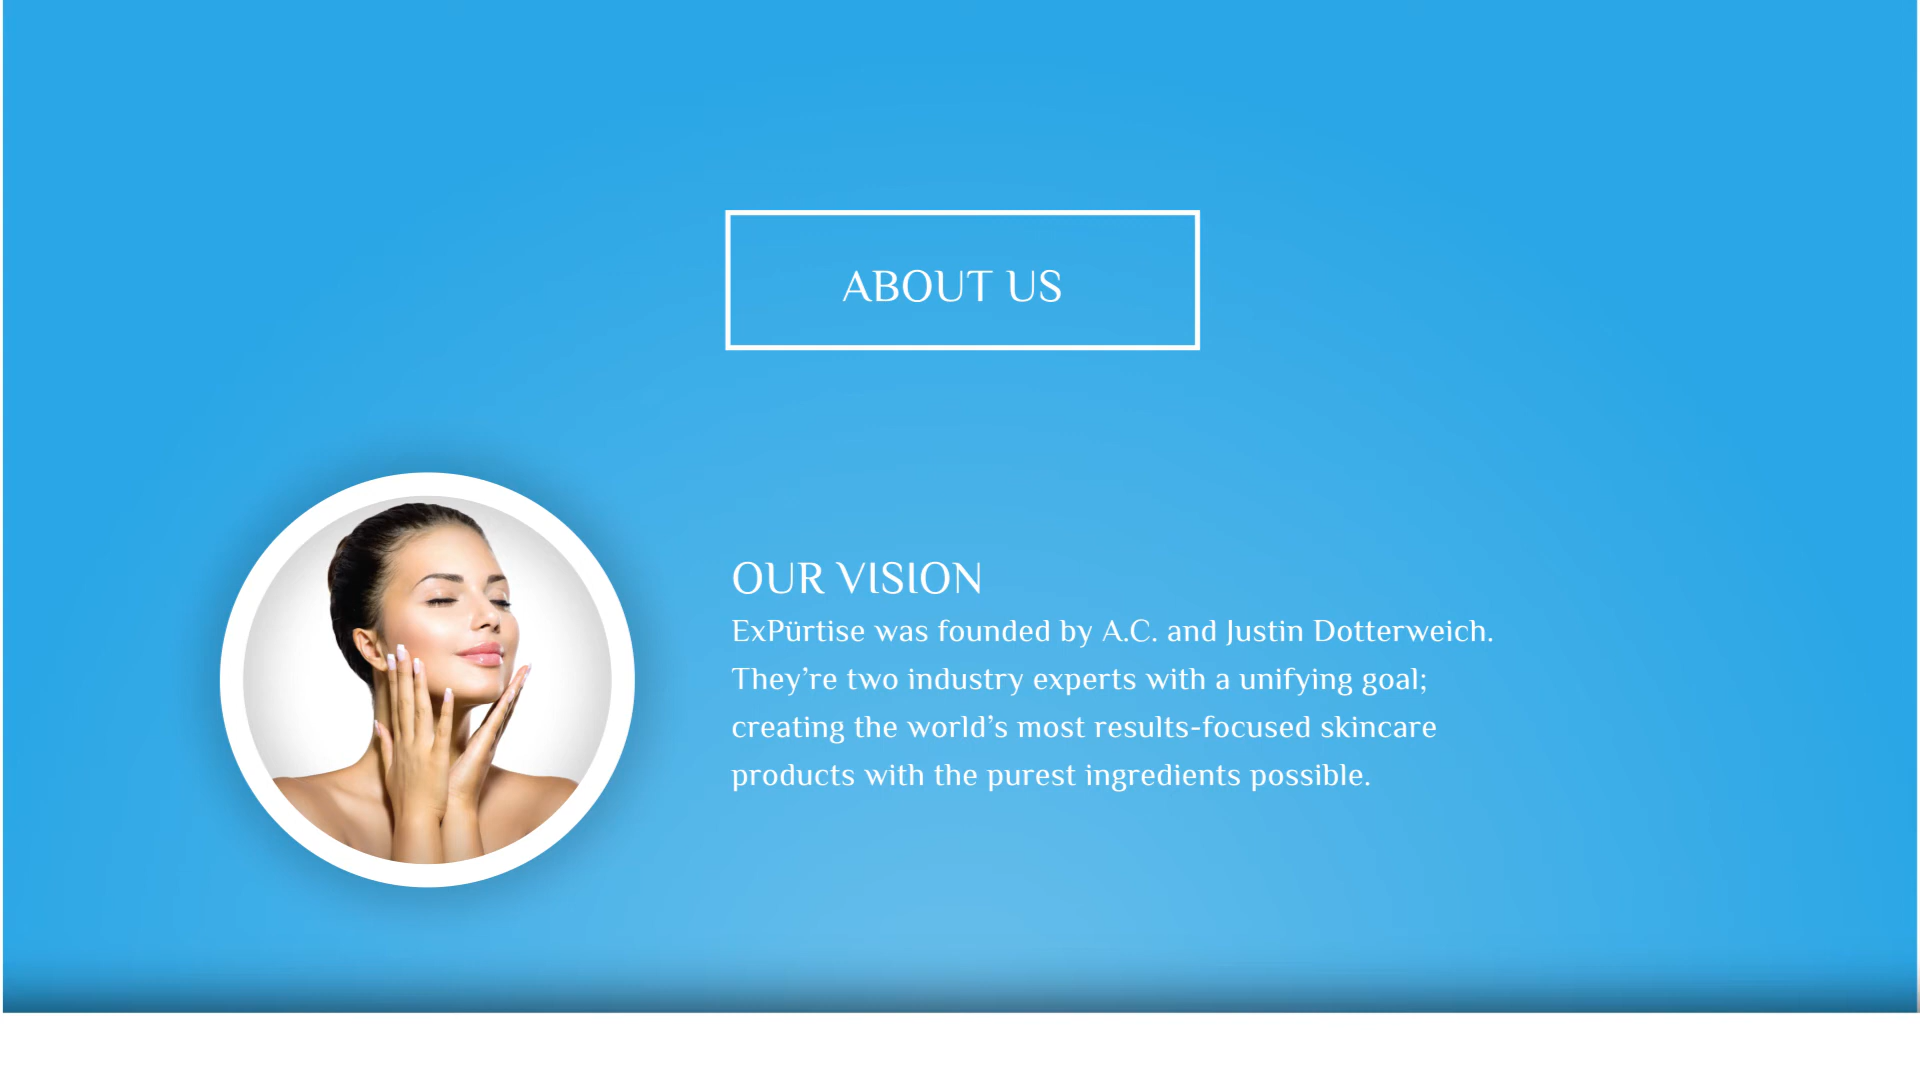 ABOUT US
OUR VISION
ExPürtise was founded by A.C. and Justin Dotterweich.
They’re two industry experts with a unifying goal;
creating the world’s most results-focused skincare
products with the purest ingredients possible.